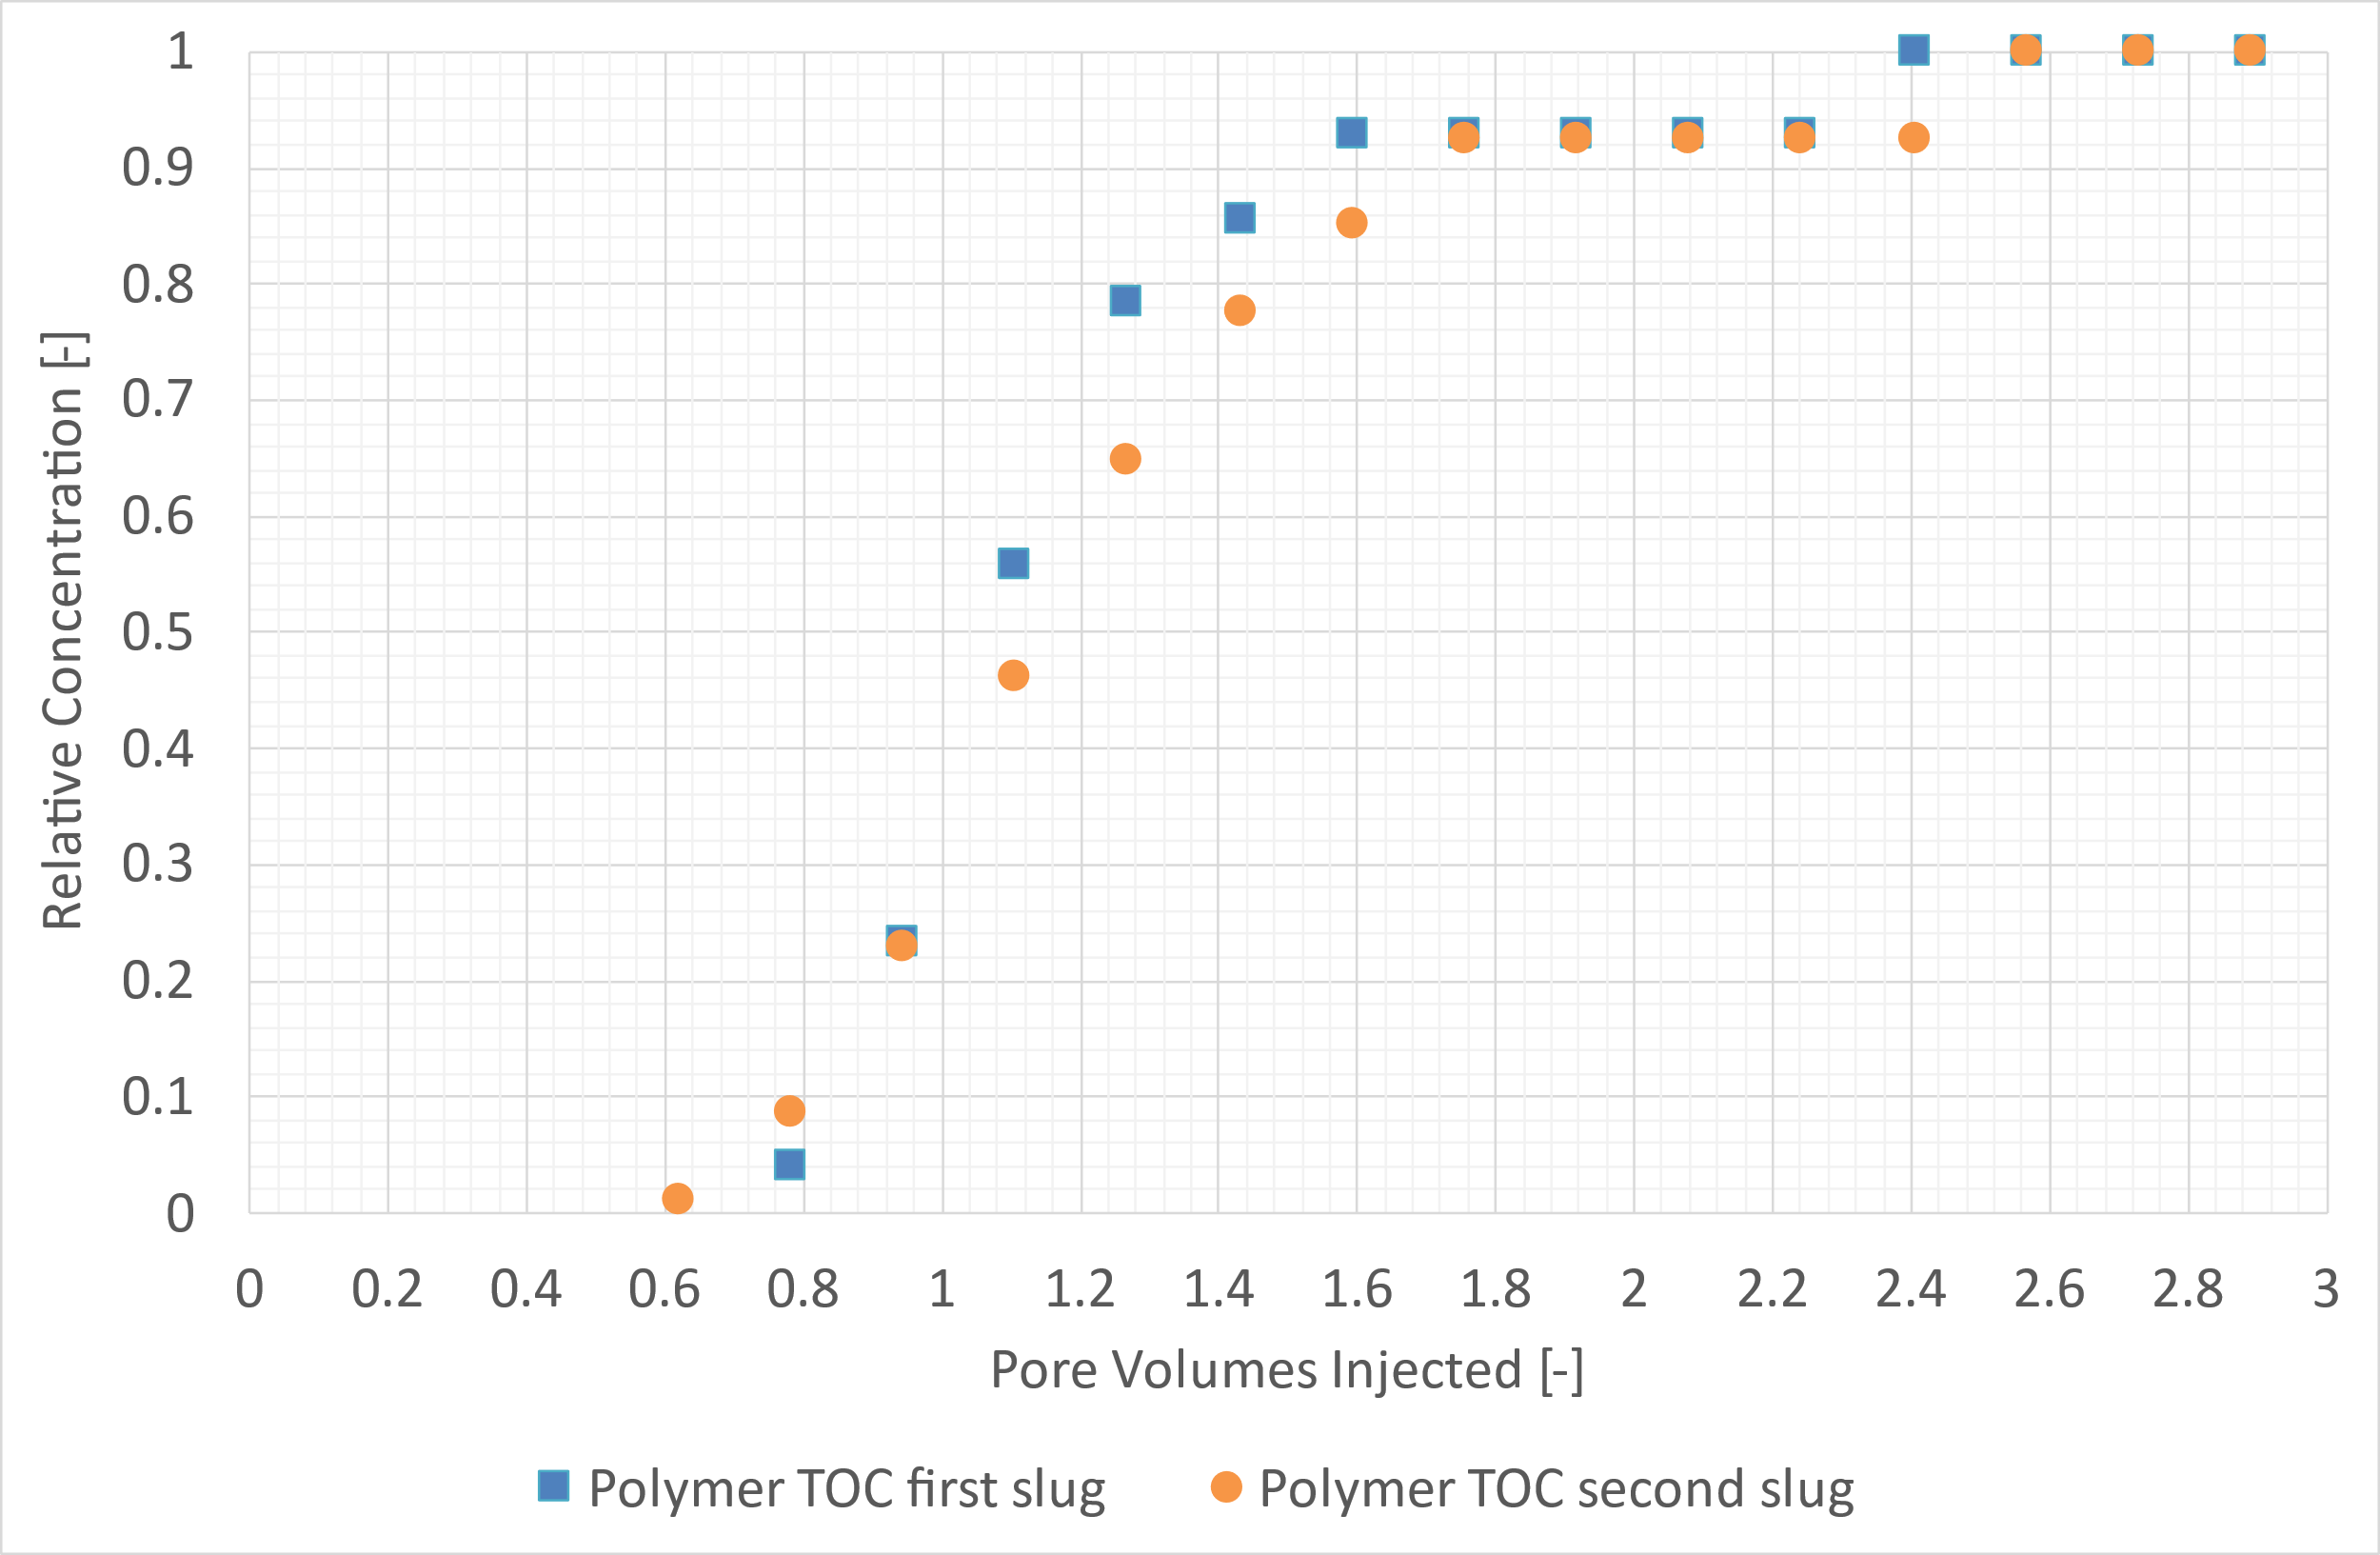 1
0.9
0.8
0.7
0.6
0.5
0.4
0.3
0.2
0.1
0
Relative Concentration [-]
0 0.2 0.4 0.6 0.8 1 1.2 1.4 1.6 1.8 2 2.2 2.4 2.6 2.8 3
Pore Volumes Injected [-]
Polymer TOC first slug Polymer TOC second slug